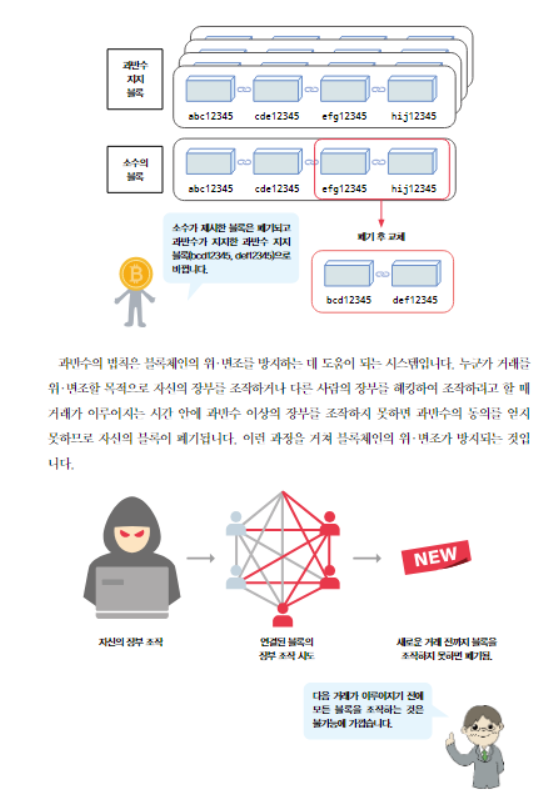 과반수
지지
블록
abc12345 cde12345 efg12345 hij12345
소수의
블록
abc12345 cde12345 efg12345 hij12345
소수가 제시한 블록은 폐기되고
과반수가 지지한 과반수 지지
블록(bcd12345, def12345)으로
바뀝니다.
폐기 후 교체
bcd12345 def12345
과반수의 법칙은 블록체인의 위·변조를 방지하는 데 도움이 되는 시스템입니다. 누군가 거래를
위·변조할 목적으로 자신의 장부를 조작하거나 다른 사람의 장부를 해킹하여 조작하려고 할 때
거래가 이루어지는 시간 안에 과반수 이상의 장부를 조작하지 못하면 과반수의 동의를 얻지
못하므로 자신의 블록이 폐기됩니다. 이런 과정을 거쳐 블록체인의 위·변조가 방지되는 것입
니다.
NEW
자신의 장부 조작
연결된 블록의
장부 조작 시도
새로운 거래 전까지 블록을
조작하지 못하면 폐기됨.
다음 거래가 이루어지기 전에
모든 블록을 조작하는 것은
불가능에 가깝습니다.